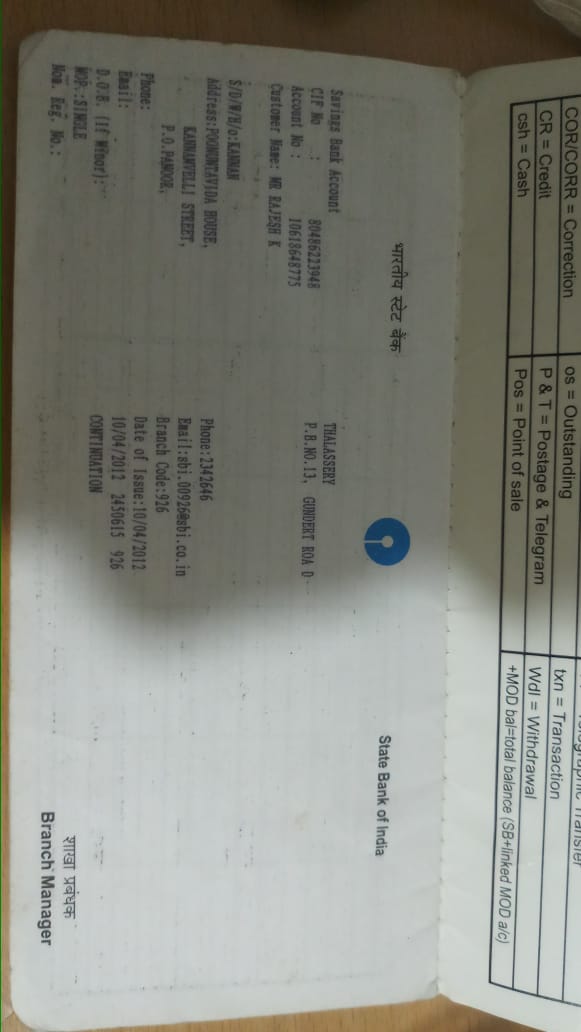 COR/CORR = Correction os = Outstanding
CR = Credit P & T = Postage & Telegram txn = Transaction
csh = Cash Pos = Point of sale Wdl = Withdrawal
+MOD bal=total balance (SB+linked MOD a/c)
भारतीय स्टेट बैंक State Bank of India
Savings Bank Account THALASSERY
CIF No : 80486223948 P.B.NO.13, GUNDERT ROA D
Account No : 10618648775
Customer Name: MR RAJESH K
S/D/W/H/o:KANNAN
Address:POONUNTAVIDA HOUSE, Phone:2342646
KANNANVELLI STREET, Email:sbi.00926@sbi.co.in
P.O.PANOOR, Branch Code:926
Phone: Date of Issue:10/04/2012
Email: 10/04/2012 2450615 926
D.O.B. (If Minor): CONTINUATION
MOP.:SINGLE
Nom. Reg. No.:
शाखा प्रबंधक
Branch Manager